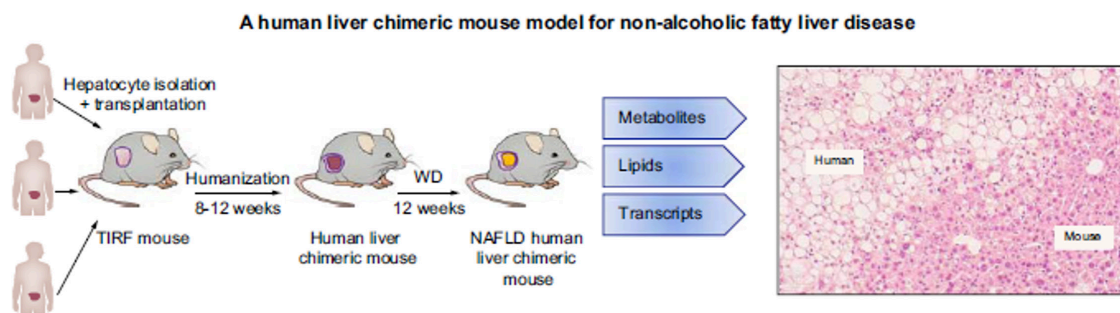 A human liver chimeric mouse model for non-alcoholic fatty liver disease
Hepatocyte isolation
+ transplantation
Humanization
8-12 weeks
WD
12 weeks
TIRF mouse
Human liver
chimeric mouse
NAFLD human
liver chimeric
mouse
Metabolites
Lipids
Transcripts
Human
Mouse